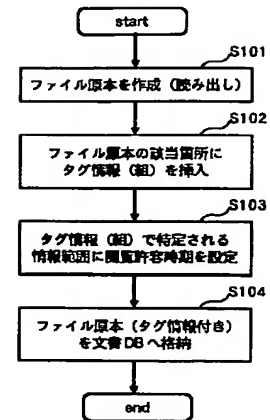 start
S101
ファイル原本を作成（読み出し）
S102
ファイル原本の該当箇所に
タグ情報（組）を挿入
S103
タグ情報（組）で特定される
情報範囲に閲覧許容時期を設定
S104
ファイル原本（タグ情報付き）
を文書DBへ格納
end